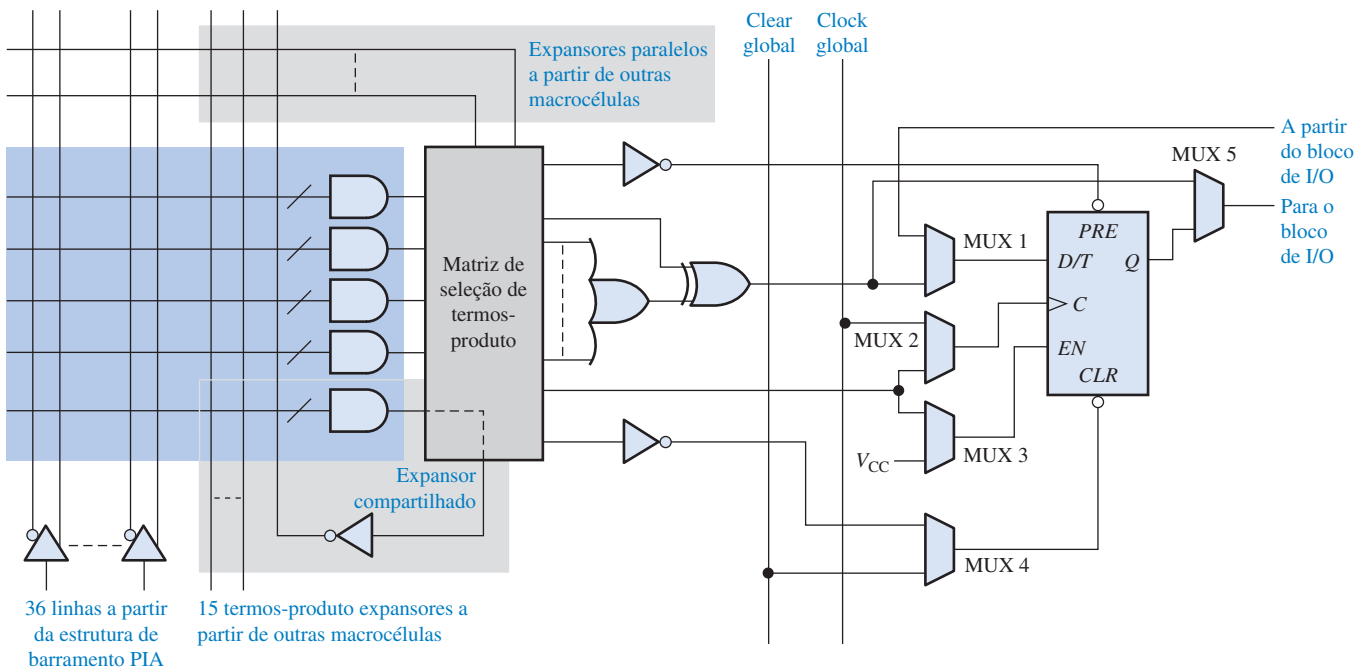 Expansores paralelos
a partir de outras
macrocélulas
Clear
global
Clock
global
A partir
do bloco
de I/O
MUX 5
Para o
bloco
de I/O
MUX 1
PRE
D/T
Q
C
EN
CLR
Matriz de
seleção de
termos-
produto
MUX 2
MUX 3
VCC
MUX 4
Expansor
compartilhado
36 linhas a partir
da estrutura de
barramento PIA
15 termos-produto expansores a
partir de outras macrocélulas